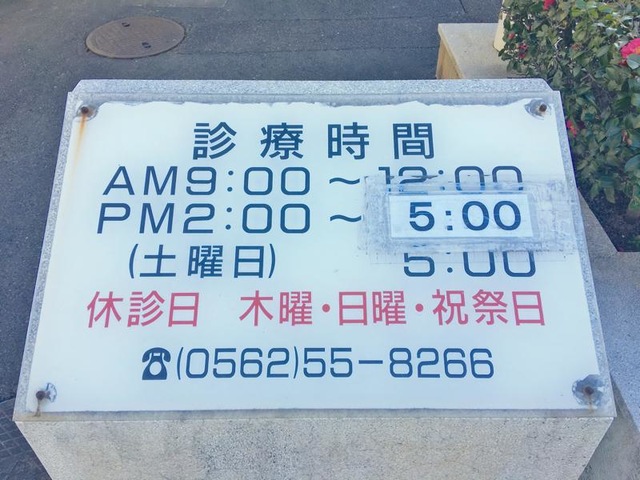 診療時間
AM9:00～12:00
PM2:00～5:00
(土曜日) 5:00
休診日 木曜・日曜・祝祭日
☎(0562)55-8266